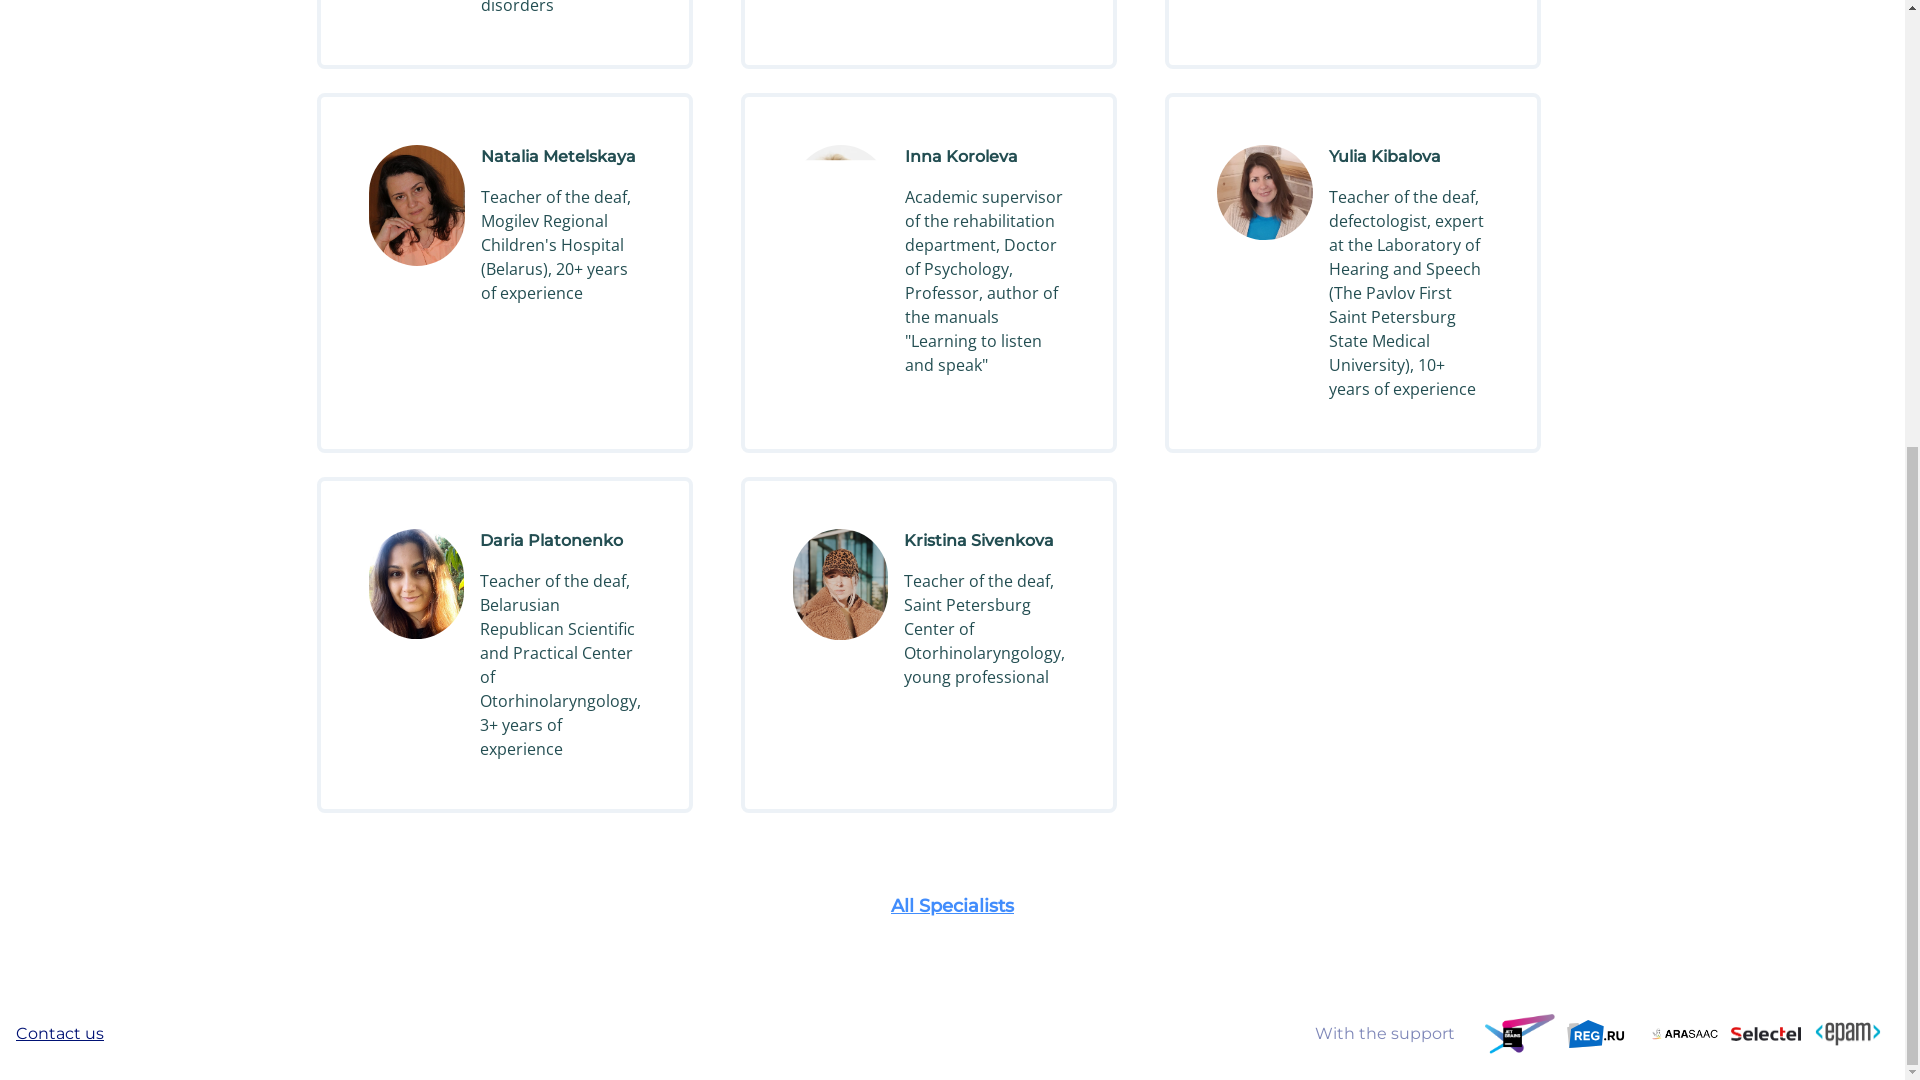 disorders
Natalia Metelskaya
Teacher of the deaf,
Mogilev Regional
Children's Hospital
(Belarus), 20+ years
of experience
Inna Koroleva
Academic supervisor
of the rehabilitation
department, Doctor
of Psychology,
Professor, author of
the manuals
"Learning to listen
and speak"
Yulia Kibalova
Teacher of the deaf,
defectologist, expert
at the Laboratory of
Hearing and Speech
(The Pavlov First
Saint Petersburg
State Medical
University), 10+
years of experience
Daria Platonenko
Teacher of the deaf,
Belarusian
Republican Scientific
and Practical Center
of
Otorhinolaryngology,
3+ years of
experience
Kristina Sivenkova
Teacher of the deaf,
Saint Petersburg
Center of
Otorhinolaryngology,
young professional
All Specialists
Contact us
With the support
JET
BRAINS
REG.RU
ARASAAC
Selectel
<epam>